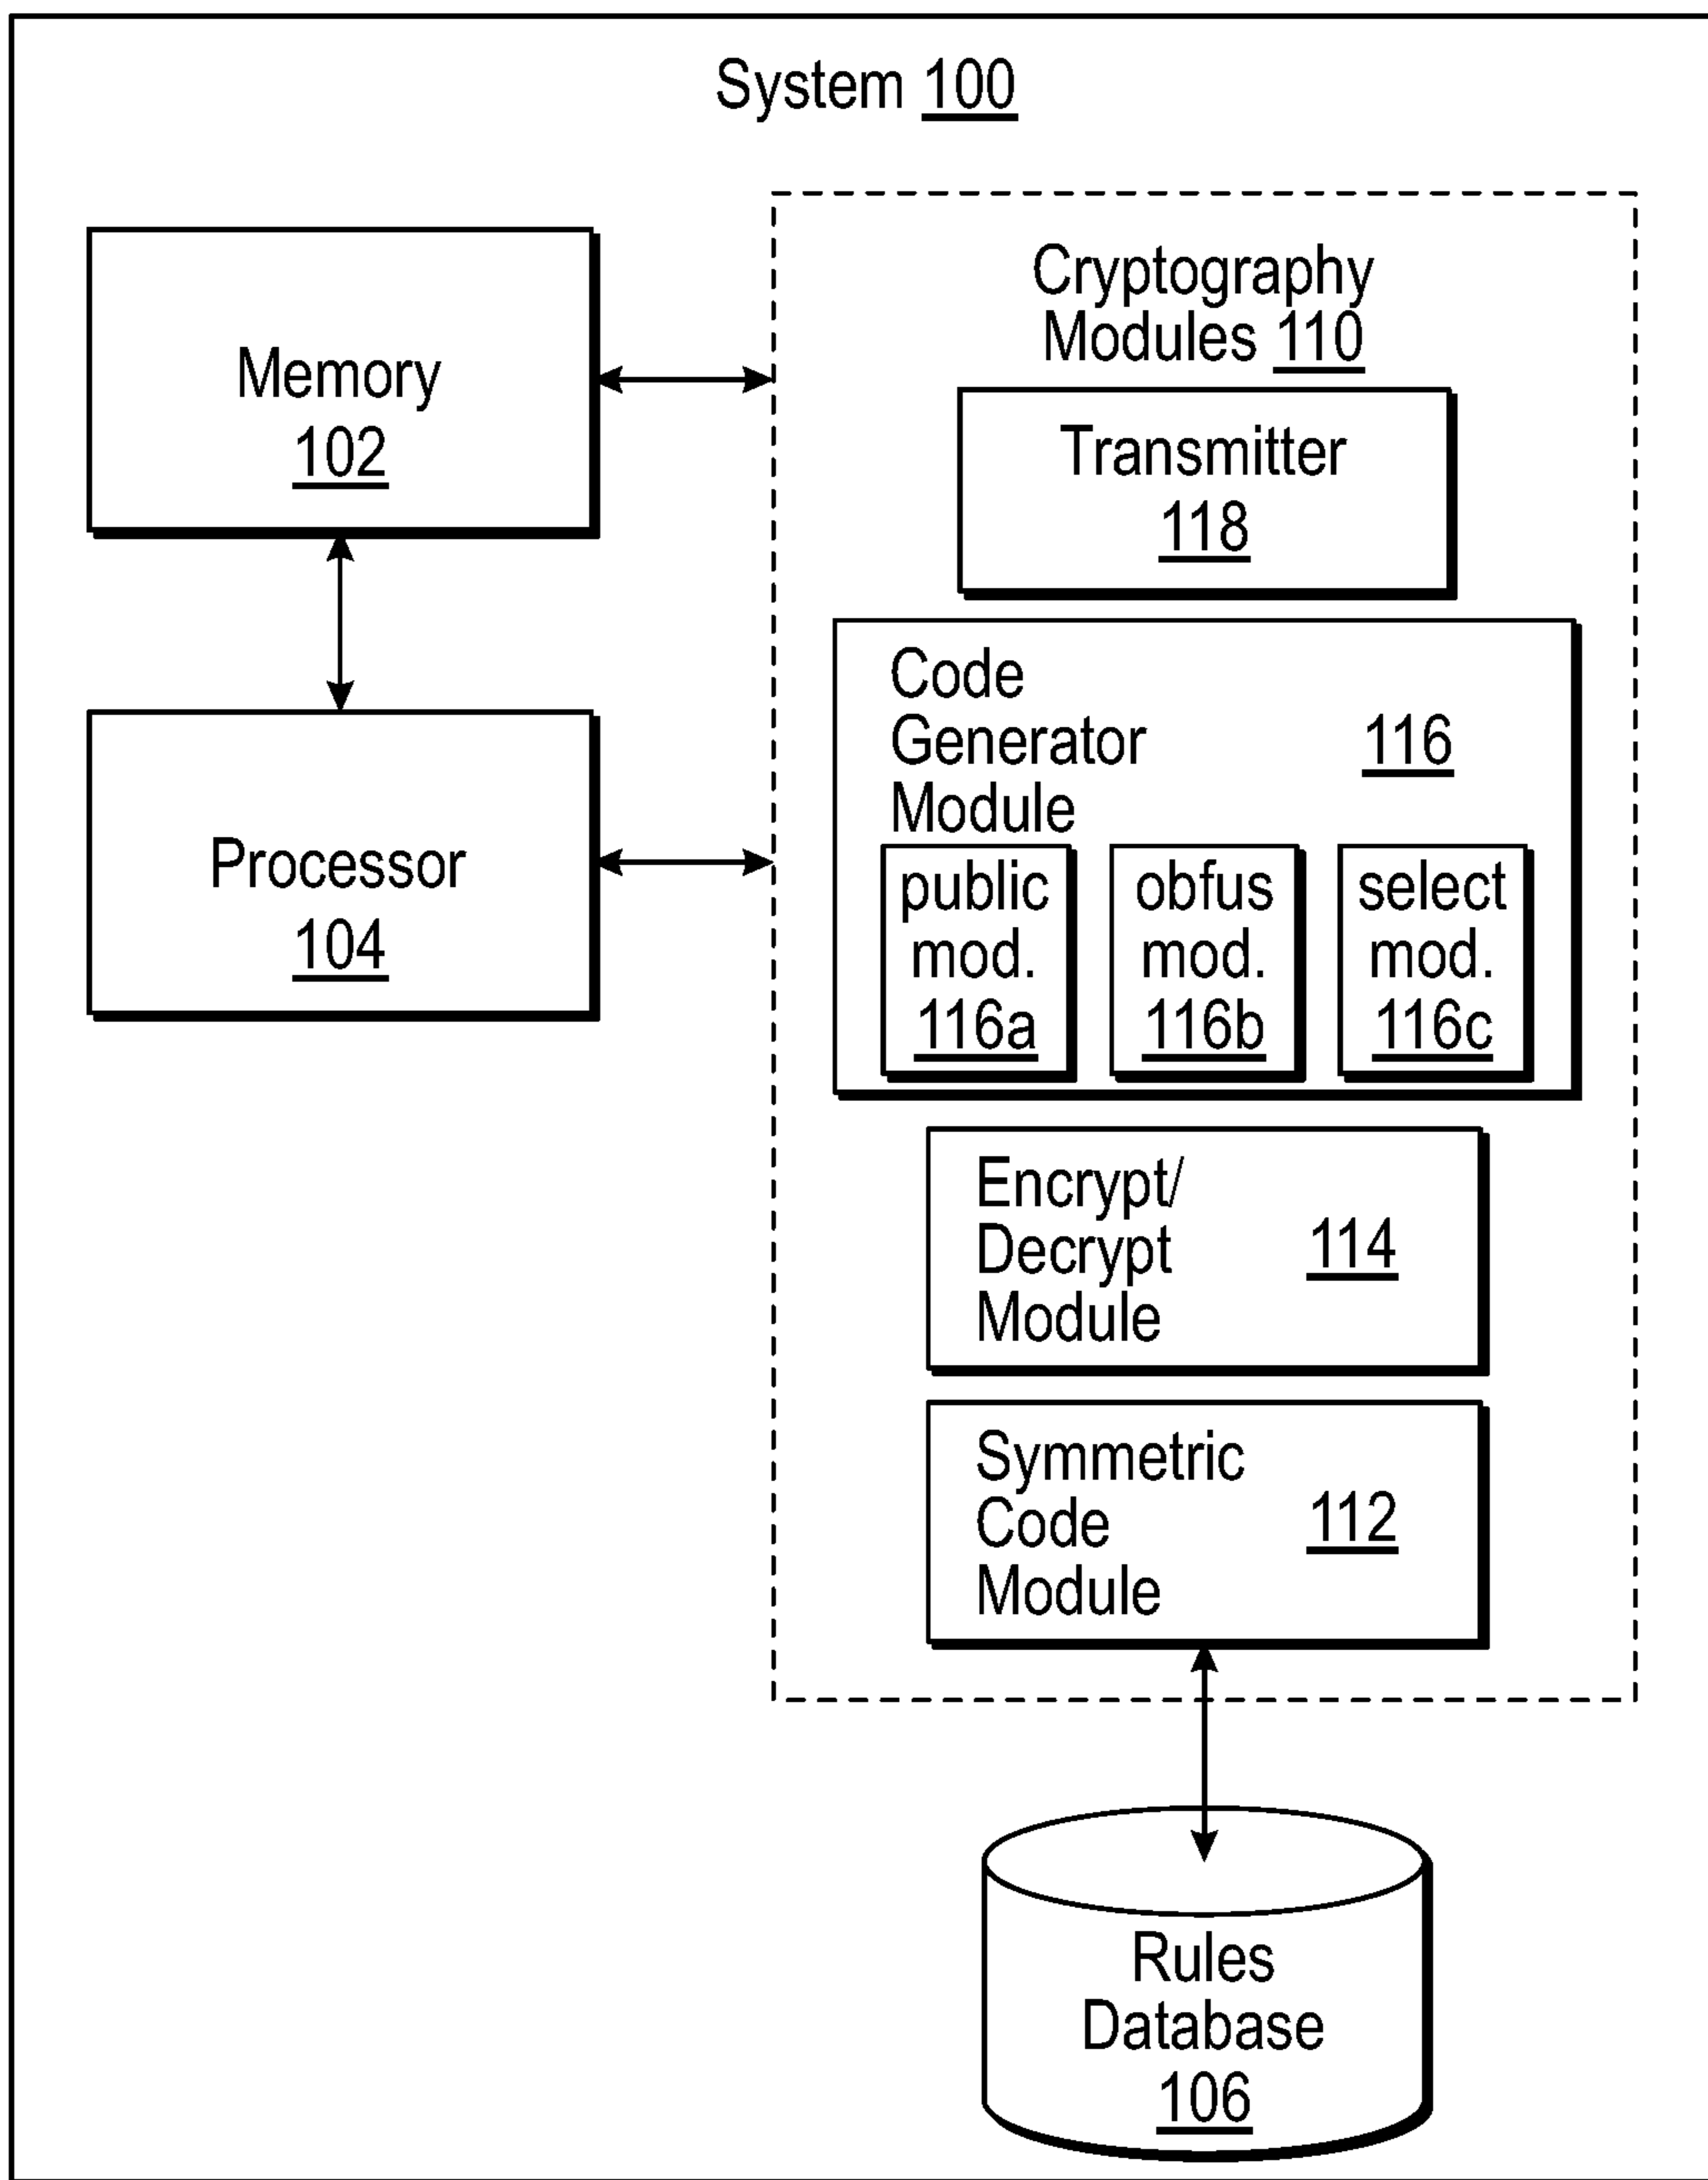 System 100
Memory
102
Processor
104
Cryptography
Modules 110
Transmitter
118
Code
Generator
Module
116
public
mod.
116a
obfus
mod.
116b
select
mod.
116c
Encrypt/
Decrypt
Module
114
Symmetric
Code
Module
112
Rules
Database
106